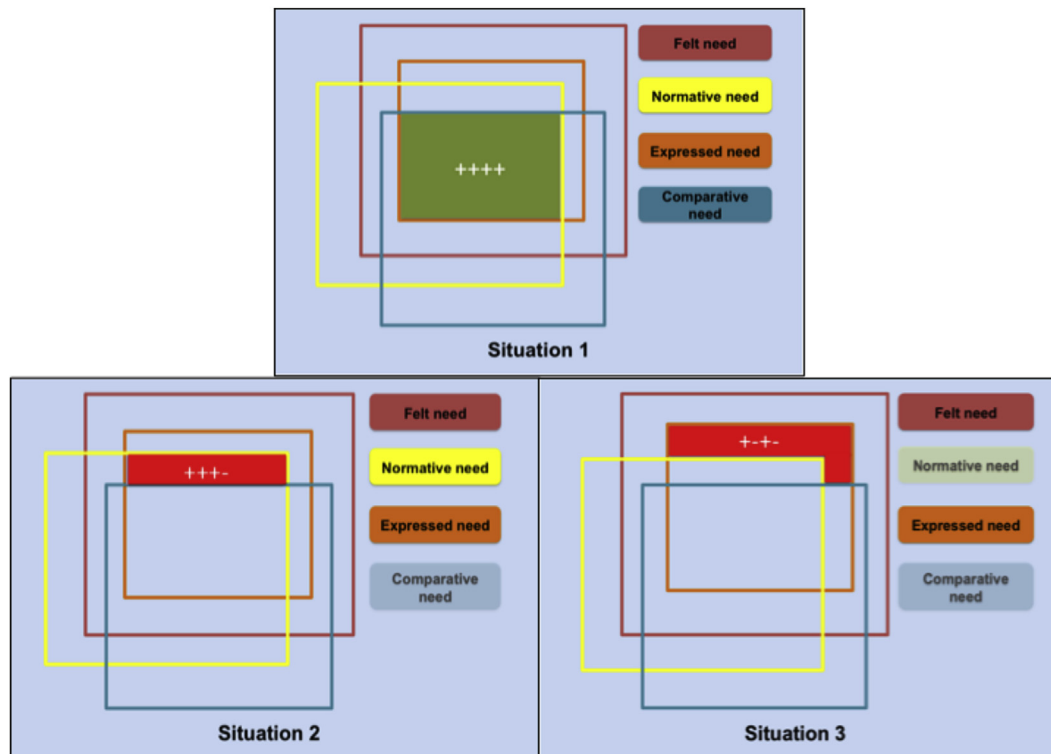 Felt need
Normative need
Expressed need
Comparative
need
++++
Situation 1
Felt need
Normative need
Expressed need
Comparative
need
+++-
Situation 2
Felt need
Normative need
Expressed need
Comparative
need
+-+-
Situation 3